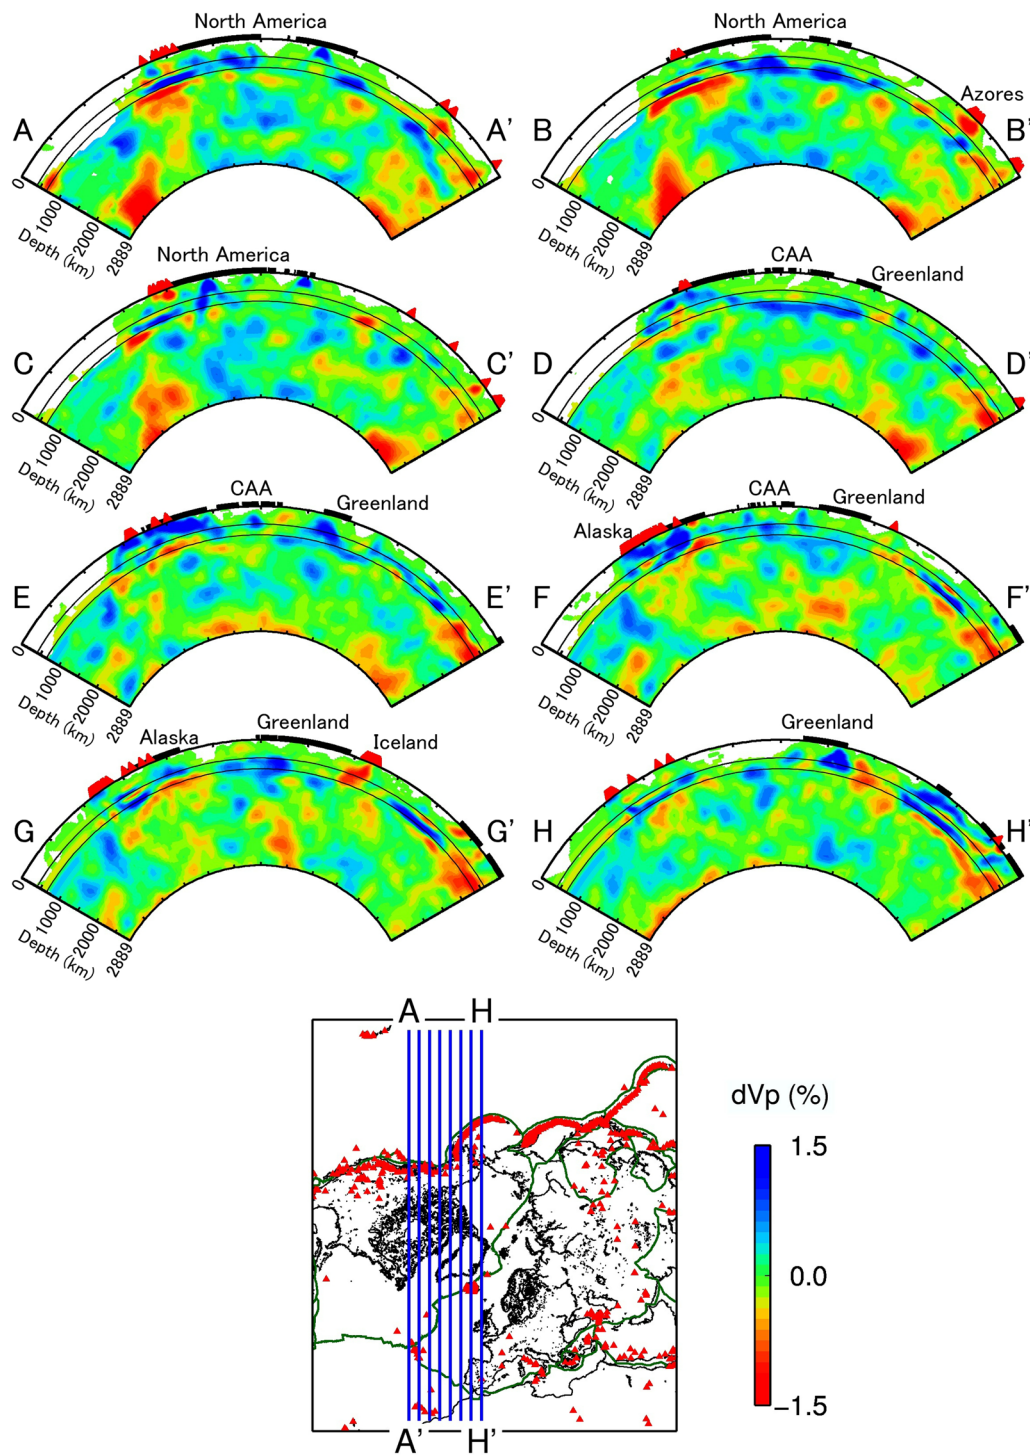 North America
A
A'
0
1000
2000
2889
Depth (km)
North America
Azores
B
B'
0
1000
2000
2889
Depth (km)
North America
C
C'
0
1000
2000
2889
Depth (km)
CAA
Greenland
D
D'
0
1000
2000
2889
Depth (km)
CAA
Greenland
E
E'
0
1000
2000
2889
Depth (km)
CAA
Greenland
Alaska
F
F'
0
1000
2000
2889
Depth (km)
Greenland
Alaska
Iceland
G
G'
0
1000
2000
2889
Depth (km)
Greenland
H
H'
0
1000
2000
2889
Depth (km)
A H
A' H'
dVp (%)
1.5
0.0
−1.5